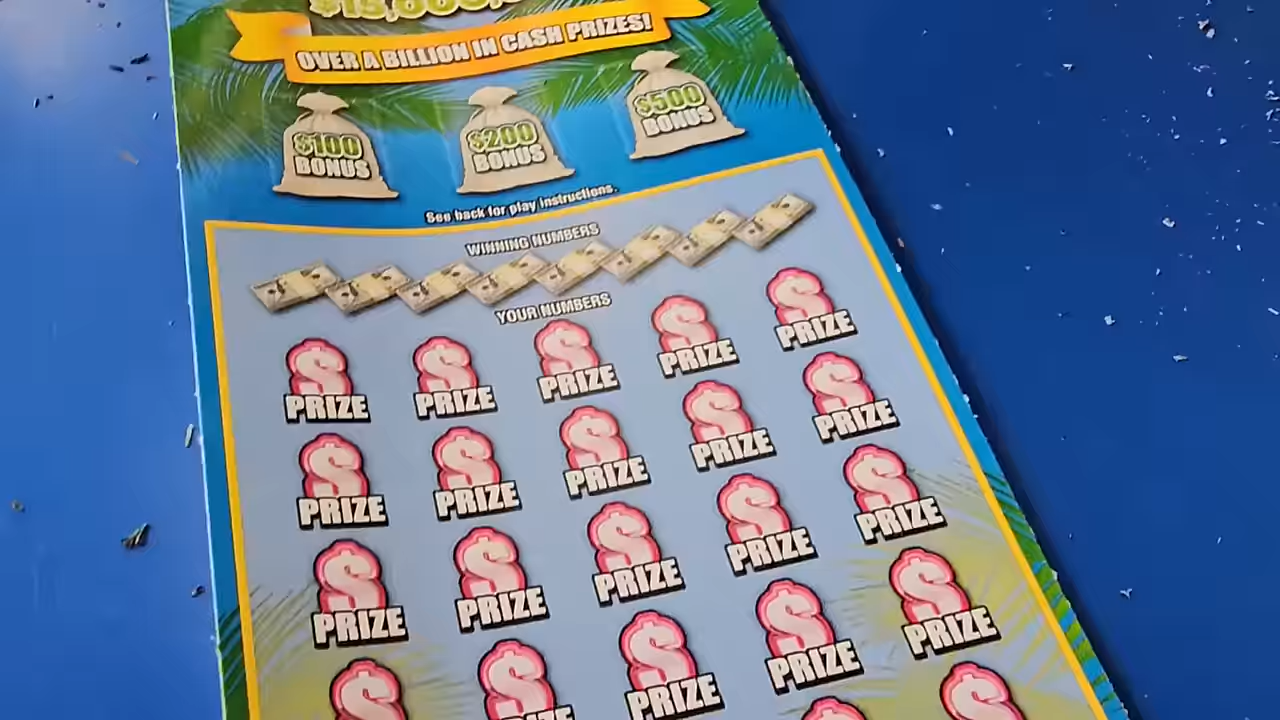 $15,000,
OVER A BILLION IN CASH PRIZES!
$100 BONUS
$200 BONUS
$500 BONUS
See back for play instructions.
WINNING NUMBERS
YOUR NUMBERS
$ $ $ $ $
PRIZE PRIZE PRIZE PRIZE PRIZE
$ $ $ $ $
PRIZE PRIZE PRIZE PRIZE PRIZE
$ $ $ $ $
PRIZE PRIZE PRIZE PRIZE PRIZE
$ $ $ $ $
PRIZE PRIZE PRIZE PRIZE
$ $